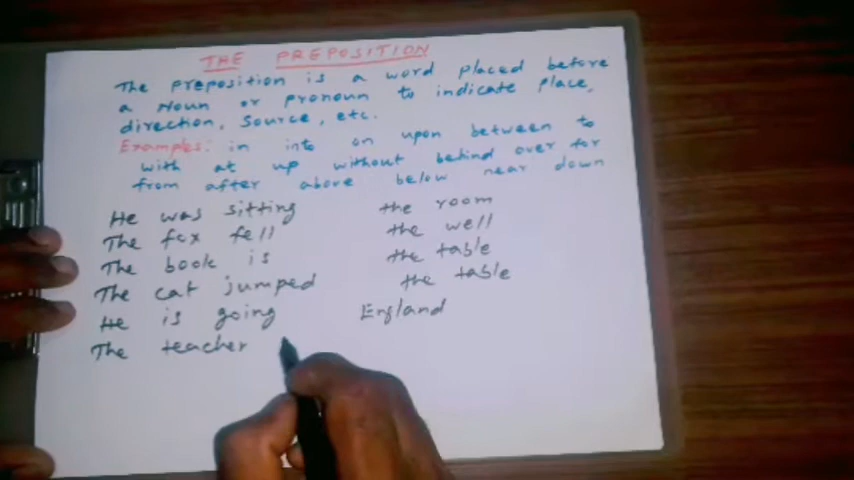 THE PREPOSITION
The preposition is a word placed before
a Noun or pronoun to indicate place,
direction, source, etc.
Examples: in into on upon between to
with at up without behind over for
from after above below near down
He was sitting the room
The fox fell the well
The book is the table
The cat jumped the table
He is going England
The teacher